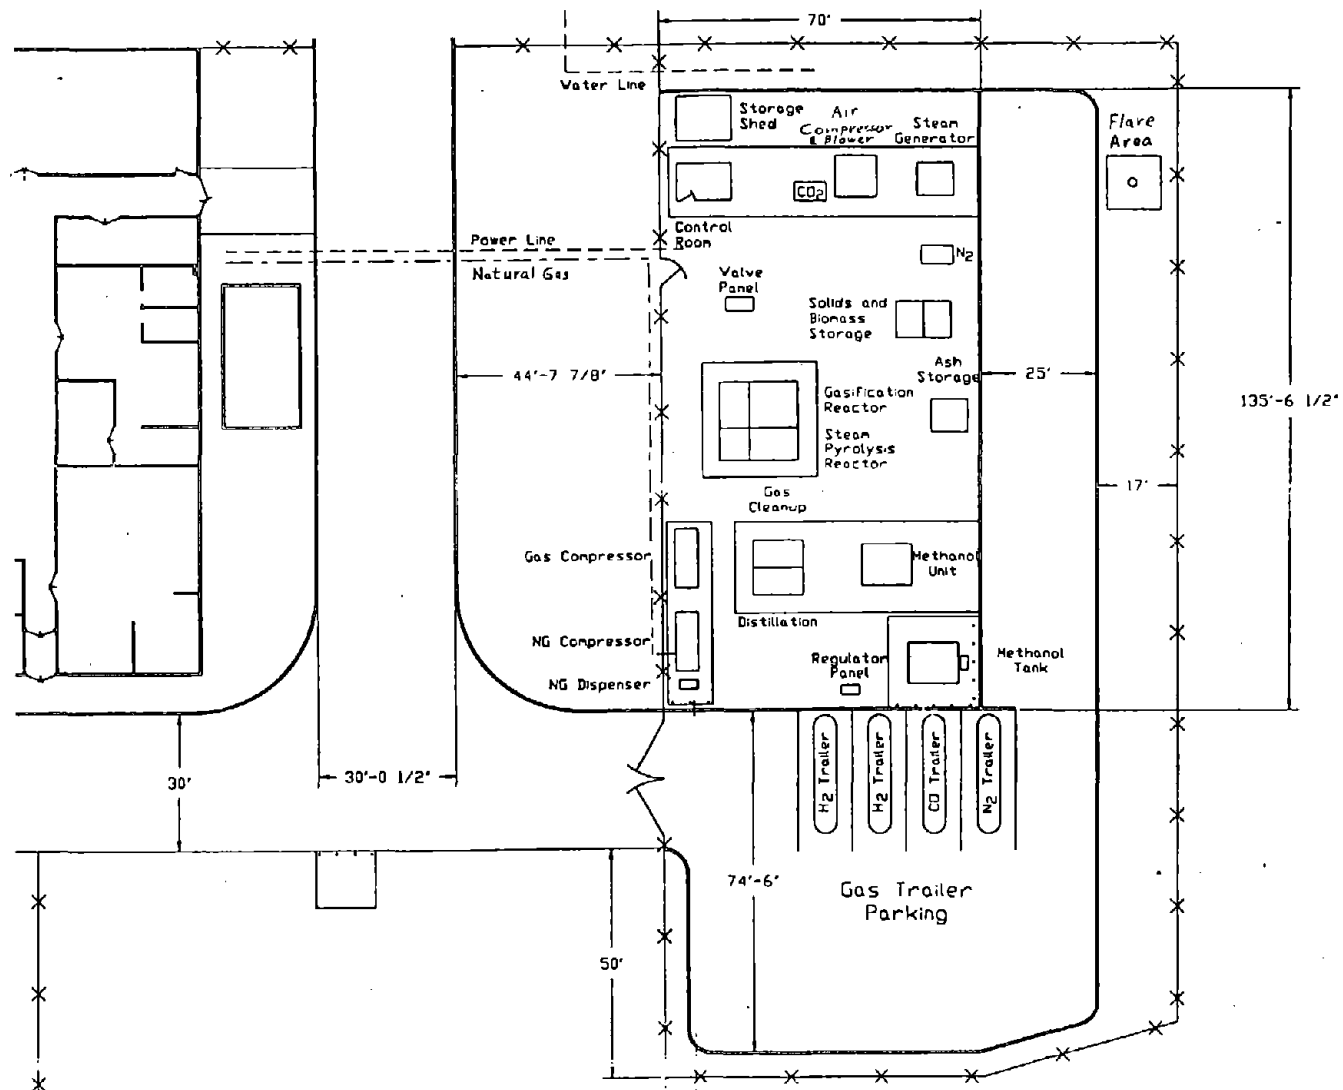 70'
Water Line
Storage
Shed
Air
Compressor
& Blower
Steam
Generator
Flare
Area
CO2
Control
Room
Power Line
Natural Gas
N2
Valve
Panel
Solids and
Biomass
Storage
44'-7 7/8"
Ash
Storage
25'
135'-6 1/2"
Gasification
Reactor
Steam
Pyrolysis
Reactor
17'
Gas
Cleanup
Gas Compressor
Methanol
Unit
Distillation
NG Compressor
Regulator
Panel
Methanol
Tank
NG Dispenser
30'
30'-0 1/2"
H2 Trailer
H2 Trailer
CO Trailer
N2 Trailer
74'-6"
Gas Trailer
Parking
50'